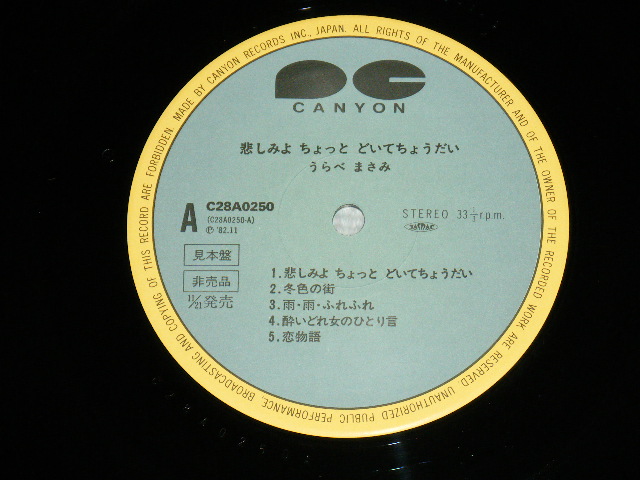 MADE BY CANYON RECORDS INC., JAPAN. ALL RIGHTS OF THE MANUFACTURER AND OF THE OWNER OF THE RECORDED WORK ARE RESERVED. UNAUTHORIZED PUBLIC PERFORMANCE, BROADCASTING AND COPYING OF THIS RECORD ARE FORBIDDEN.
CANYON
悲しみよ ちょっと どいてちょうだい
うらべ まさみ
A
C28A0250
(C28A0250-A)
Ⓟ '82.11
STEREO 33⅓r.p.m.
見本盤
非売品
11/21発売
1. 悲しみよ ちょっと どいてちょうだい
2. 冬色の街
3. 雨・雨・ふれふれ
4. 酔いどれ女のひとり言
5. 恋物語